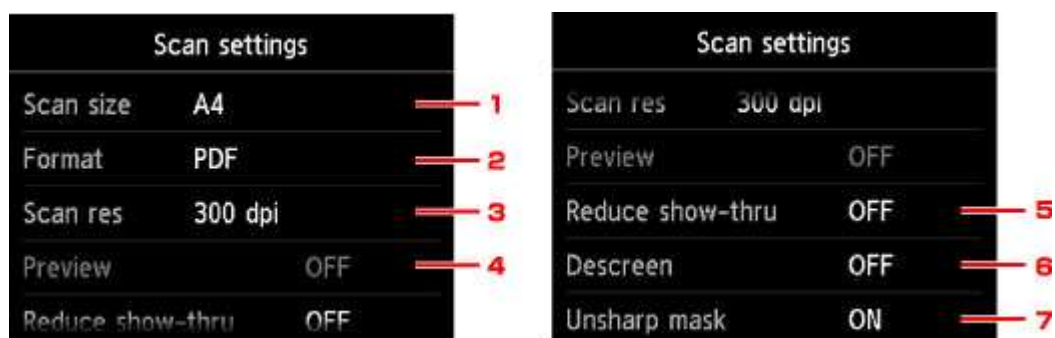 Scan settings
Scan size A4 1
Format PDF 2
Scan res 300 dpi 3
Preview OFF 4
Reduce show-thru OFF
Scan settings
Scan res 300 dpi
Preview OFF
Reduce show-thru OFF 5
Descreen OFF 6
Unsharp mask ON 7